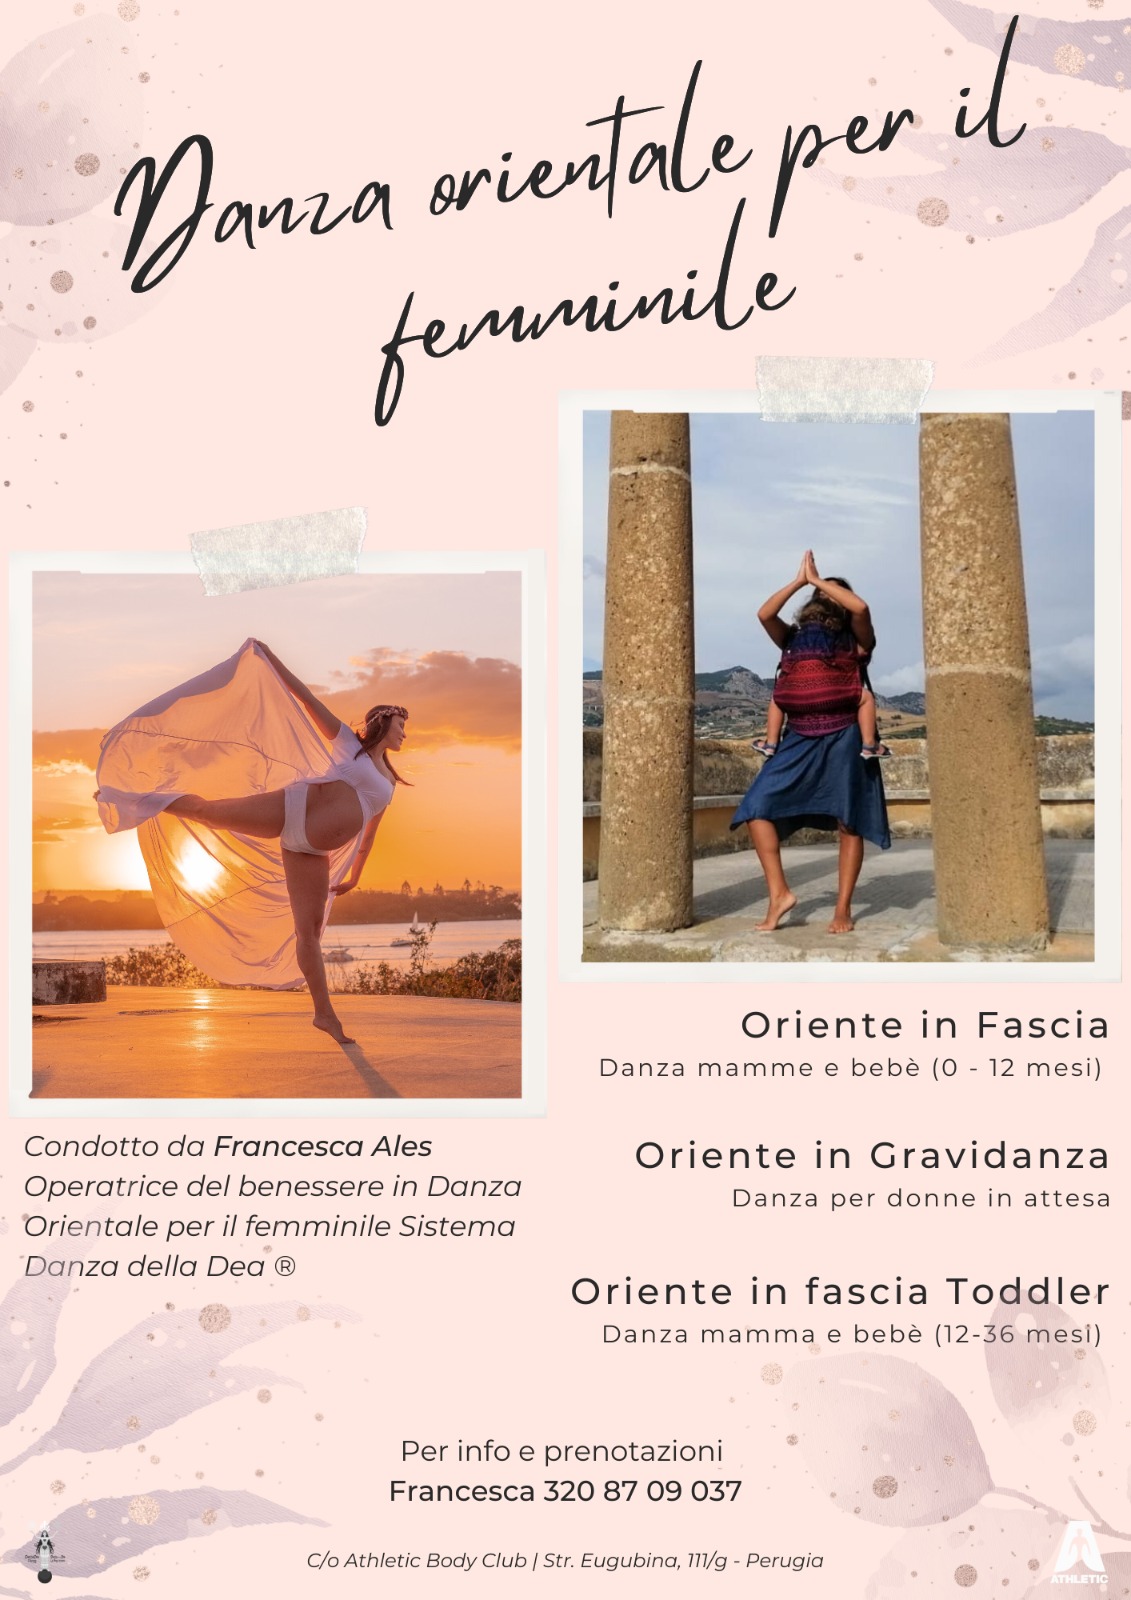 Danza orientale per il
femminile
Oriente in Fascia
Danza mamme e bebè (0 - 12 mesi)
Oriente in Gravidanza
Danza per donne in attesa
Oriente in fascia Toddler
Danza mamma e bebè (12-36 mesi)
Condotto da Francesca Ales
Operatrice del benessere in Danza
Orientale per il femminile Sistema
Danza della Dea ®
Per info e prenotazioni
Francesca 320 87 09 037
C/o Athletic Body Club | Str. Eugubina, 111/g - Perugia
ATHLETIC